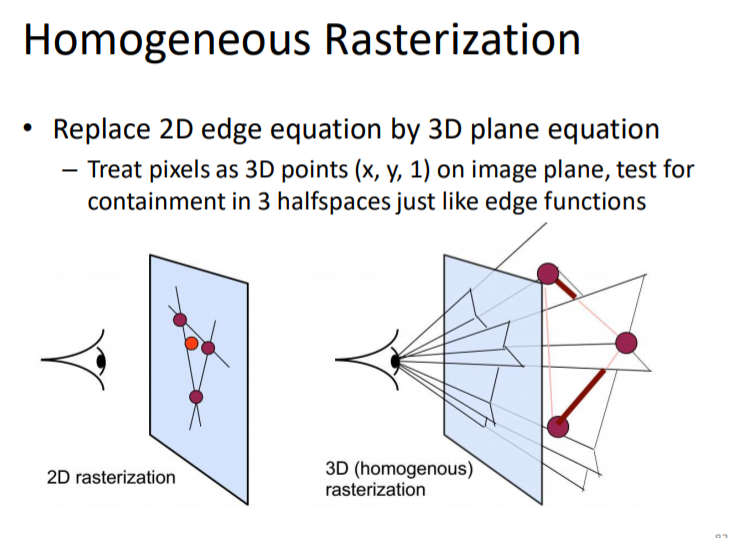 Homogeneous Rasterization
• Replace 2D edge equation by 3D plane equation
– Treat pixels as 3D points (x, y, 1) on image plane, test for
containment in 3 halfspaces just like edge functions
2D rasterization
3D (homogenous)
rasterization